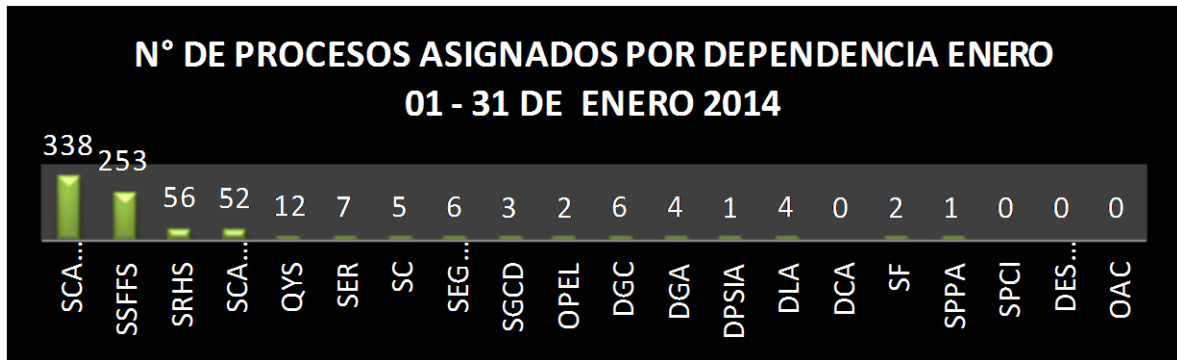 N° DE PROCESOS ASIGNADOS POR DEPENDENCIA ENERO
01 - 31 DE ENERO 2014
338 253 56 52 12 7 5 6 3 2 6 4 1 4 0 2 1 0 0 0
SCA... SSFFS SRHS SCA... QYS SER SC SEG... SGCD OPEL DGC DGA DPSIA DLA DCA SF SPPA SPCI DES... OAC